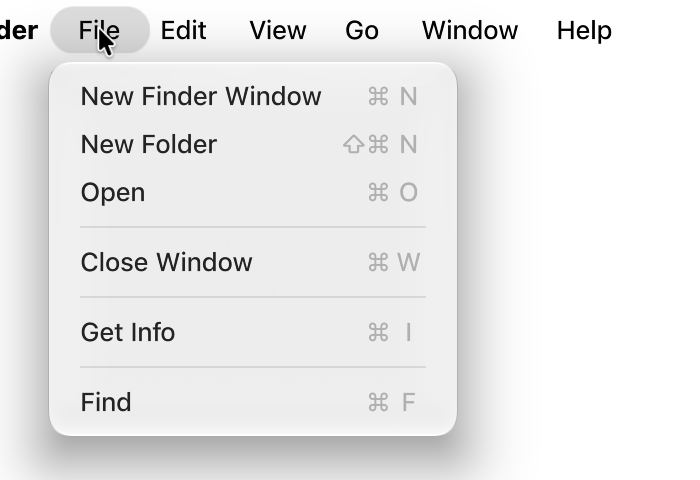 der File Edit View Go Window Help
New Finder Window ⌘ N
New Folder ⇧⌘ N
Open ⌘ O
Close Window ⌘ W
Get Info ⌘ I
Find ⌘ F